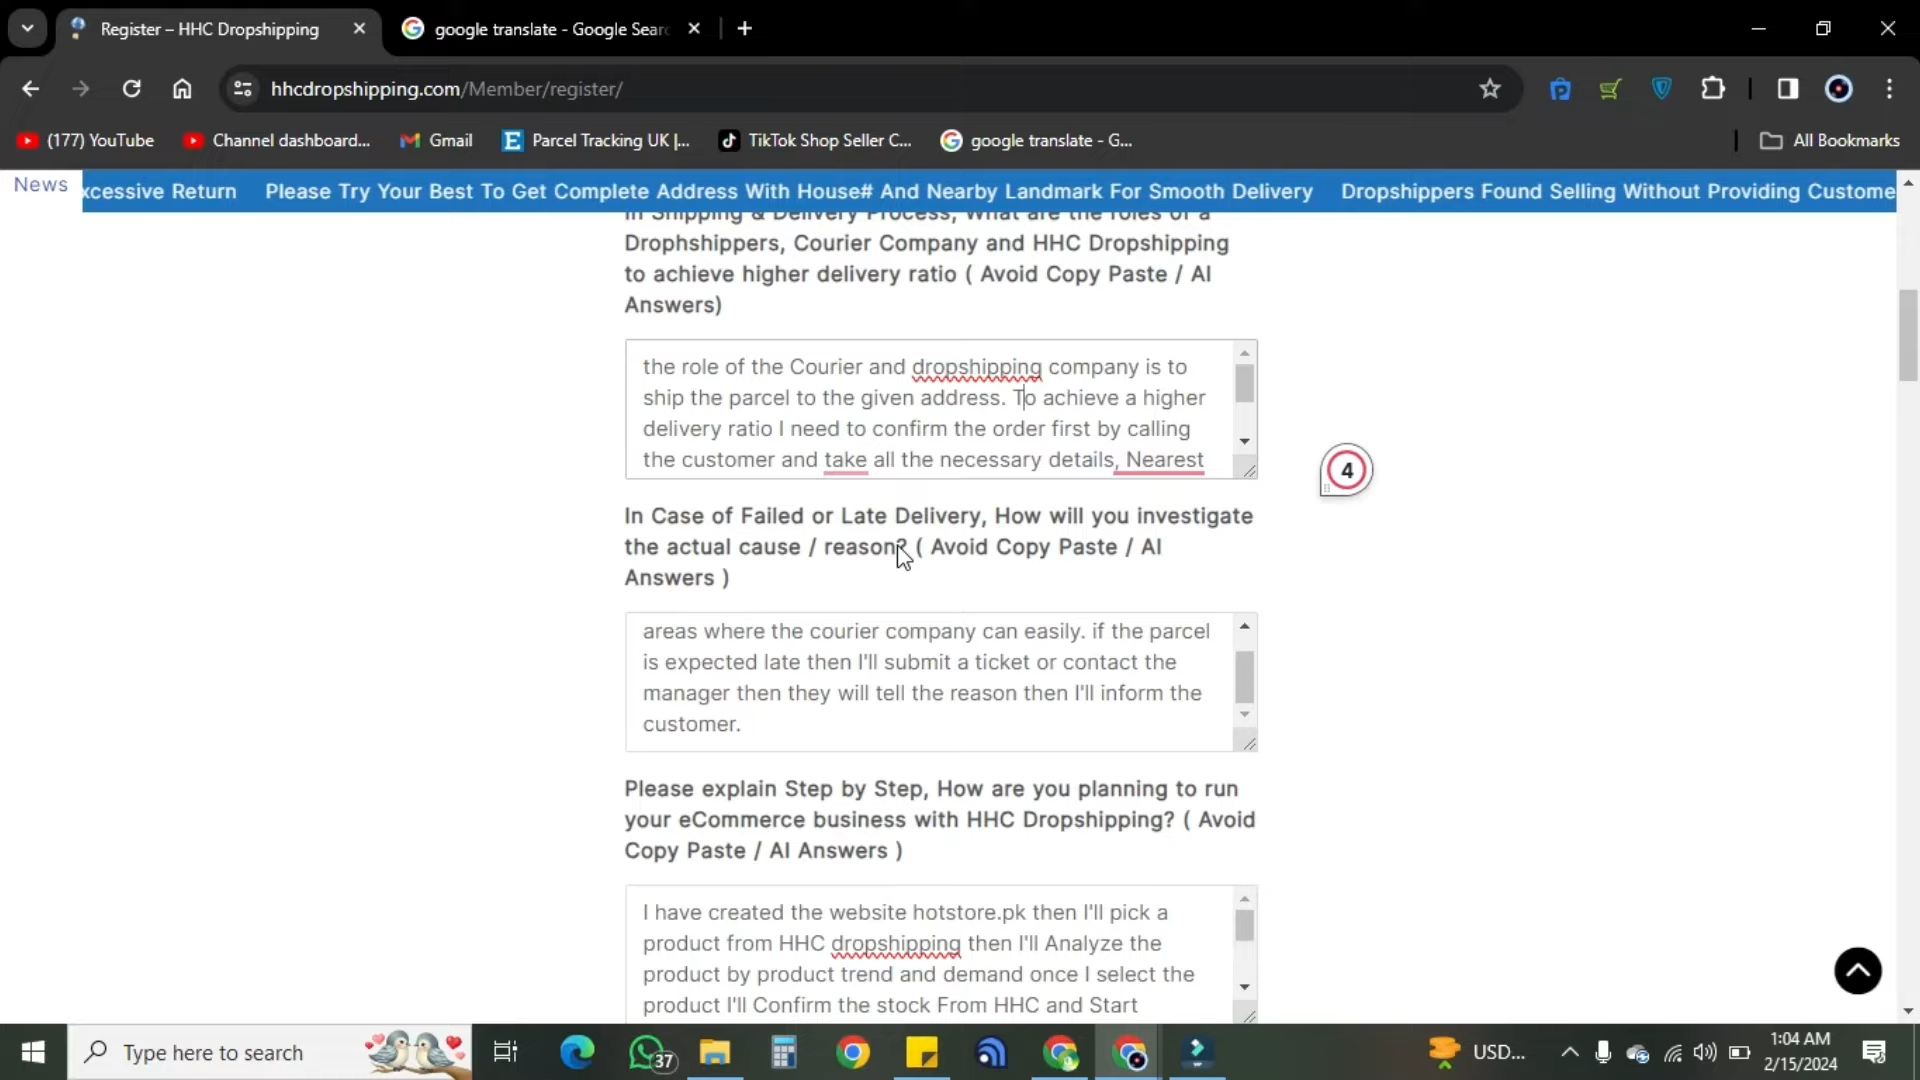 Register – HHC Dropshipping
google translate - Google Sear
hhcdropshipping.com/Member/register/
(177) YouTube
Channel dashboard...
Gmail
Parcel Tracking UK |...
TikTok Shop Seller C...
google translate - G...
All Bookmarks
News
xcessive Return Please Try Your Best To Get Complete Address With House# And Nearby Landmark For Smooth Delivery Dropshippers Found Selling Without Providing Custome
In Shipping & Delivery Process, What are the roles of a
Drophshippers, Courier Company and HHC Dropshipping
to achieve higher delivery ratio ( Avoid Copy Paste / AI
Answers)
the role of the Courier and dropshipping company is to
ship the parcel to the given address. To achieve a higher
delivery ratio I need to confirm the order first by calling
the customer and take all the necessary details, Nearest
4
In Case of Failed or Late Delivery, How will you investigate
the actual cause / reason? ( Avoid Copy Paste / AI
Answers )
areas where the courier company can easily. if the parcel
is expected late then I'll submit a ticket or contact the
manager then they will tell the reason then I'll inform the
customer.
Please explain Step by Step, How are you planning to run
your eCommerce business with HHC Dropshipping? ( Avoid
Copy Paste / AI Answers )
I have created the website hotstore.pk then I'll pick a
product from HHC dropshipping then I'll Analyze the
product by product trend and demand once I select the
product I'll Confirm the stock From HHC and Start
Type here to search
37
USD...
1:04 AM
2/15/2024